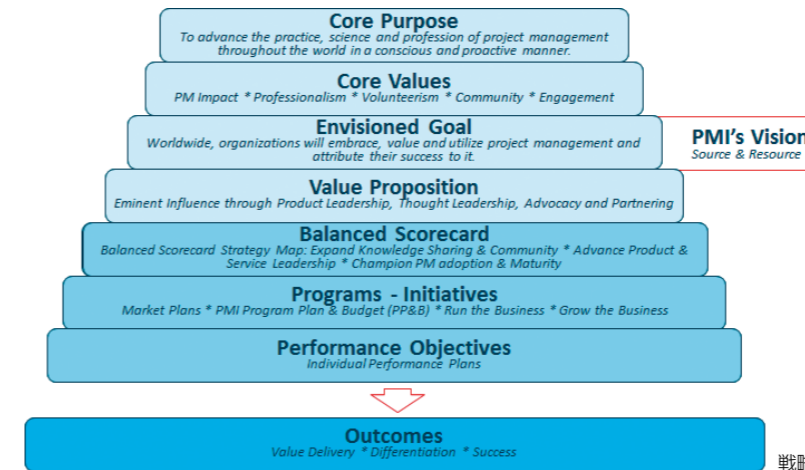 Core Purpose
To advance the practice, science and profession of project management
throughout the world in a conscious and proactive manner.
Core Values
PM Impact * Professionalism * Volunteerism * Community * Engagement
Envisioned Goal
Worldwide, organizations will embrace, value and utilize project management and
attribute their success to it.
PMI's Vision
Source & Resource
Value Proposition
Eminent Influence through Product Leadership, Thought Leadership, Advocacy and Partnering
Balanced Scorecard
Balanced Scorecard Strategy Map: Expand Knowledge Sharing & Community * Advance Product &
Service Leadership * Champion PM adoption & Maturity
Programs - Initiatives
Market Plans * PMI Program Plan & Budget (PP&B) * Run the Business * Grow the Business
Performance Objectives
Individual Performance Plans
Outcomes
Value Delivery * Differentiation * Success
戦略